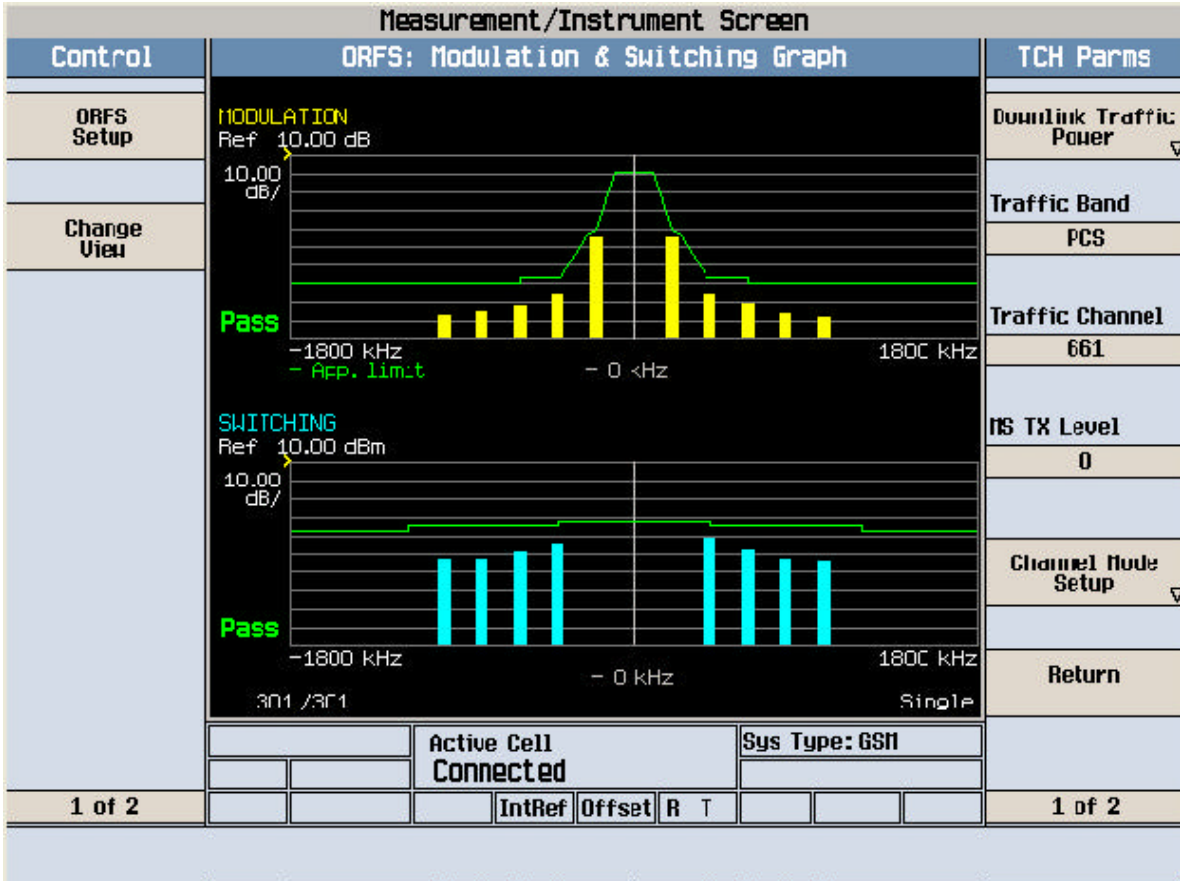 Measurement/Instrument Screen
Control
ORFS: Modulation & Switching Graph
TCH Parms
ORFS
Setup
Change
View
1 of 2
MODULATION
Ref 10.00 dB
10.00
dB/
Pass
-1800 kHz
1800 kHz
- App. limit
- 0 kHz
SWITCHING
Ref 10.00 dBm
10.00
dB/
Pass
-1800 kHz
1800 kHz
- 0 kHz
301 /301
Single
Active Cell
Connected
Sys Type: GSM
IntRef
Offset
R T
Downlink Traffic
Power
Traffic Band
PCS
Traffic Channel
661
MS TX Level
0
Channel Mode
Setup
Return
1 of 2